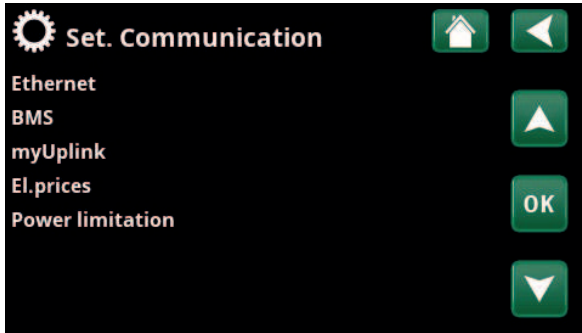 Set. Communication
Ethernet
BMS
myUplink
El.prices
OK
Power limitation